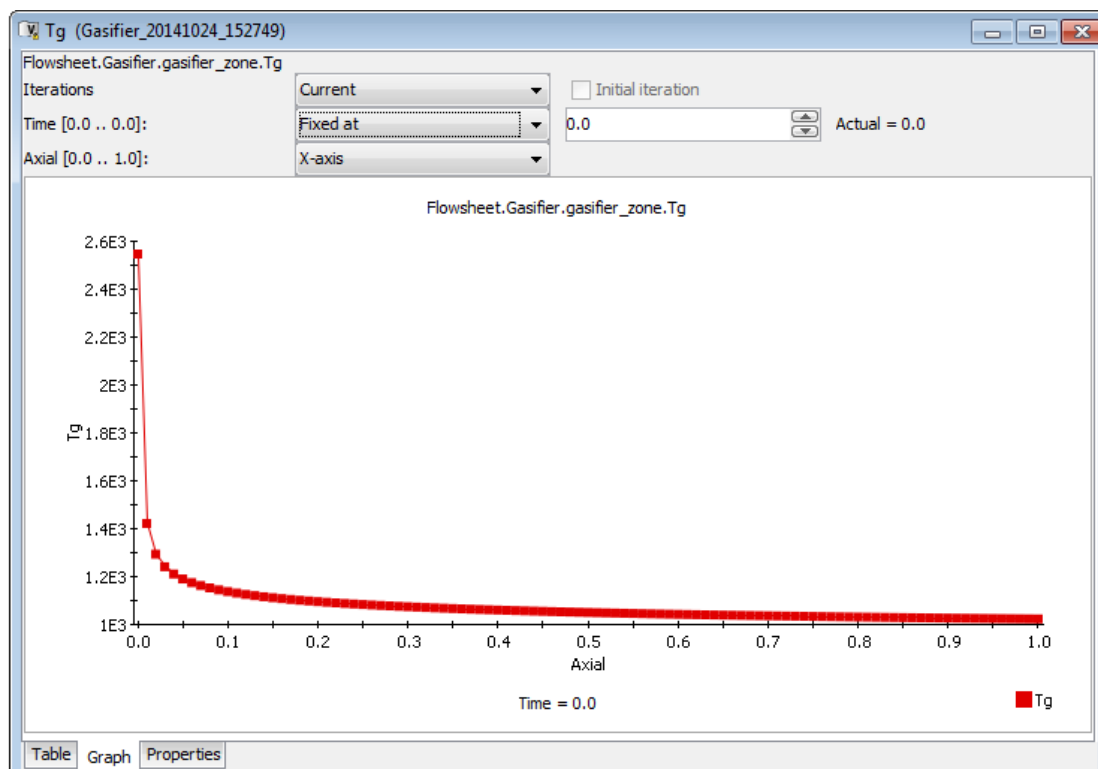 Tg (Gasifier_20141024_152749)
Flowsheet.Gasifier.gasifier_zone.Tg
Iterations Current Initial iteration
Time [0.0 .. 0.0]: Fixed at 0.0 Actual = 0.0
Axial [0.0 .. 1.0]: X-axis
Flowsheet.Gasifier.gasifier_zone.Tg
2.6E3
2.4E3
2.2E3
2E3
Tg
1.8E3
1.6E3
1.4E3
1.2E3
1E3
0.0 0.1 0.2 0.3 0.4 0.5 0.6 0.7 0.8 0.9 1.0
Axial
Time = 0.0
Tg
Table Graph Properties